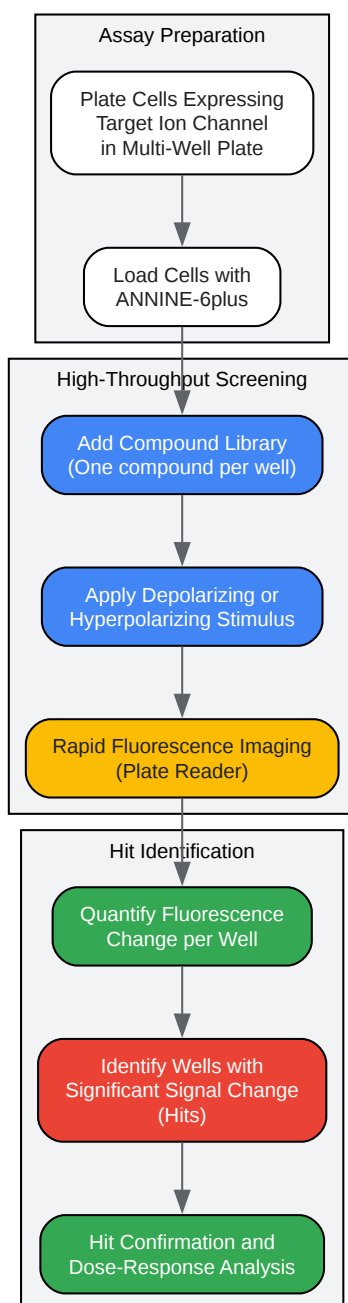 Assay Preparation
Plate Cells Expressing
Target Ion Channel
in Multi-Well Plate
Load Cells with
ANNINE-6plus
High-Throughput Screening
Add Compound Library
(One compound per well)
Apply Depolarizing or
Hyperpolarizing Stimulus
Rapid Fluorescence Imaging
(Plate Reader)
Hit Identification
Quantify Fluorescence
Change per Well
Identify Wells with
Significant Signal Change
(Hits)
Hit Confirmation and
Dose-Response Analysis